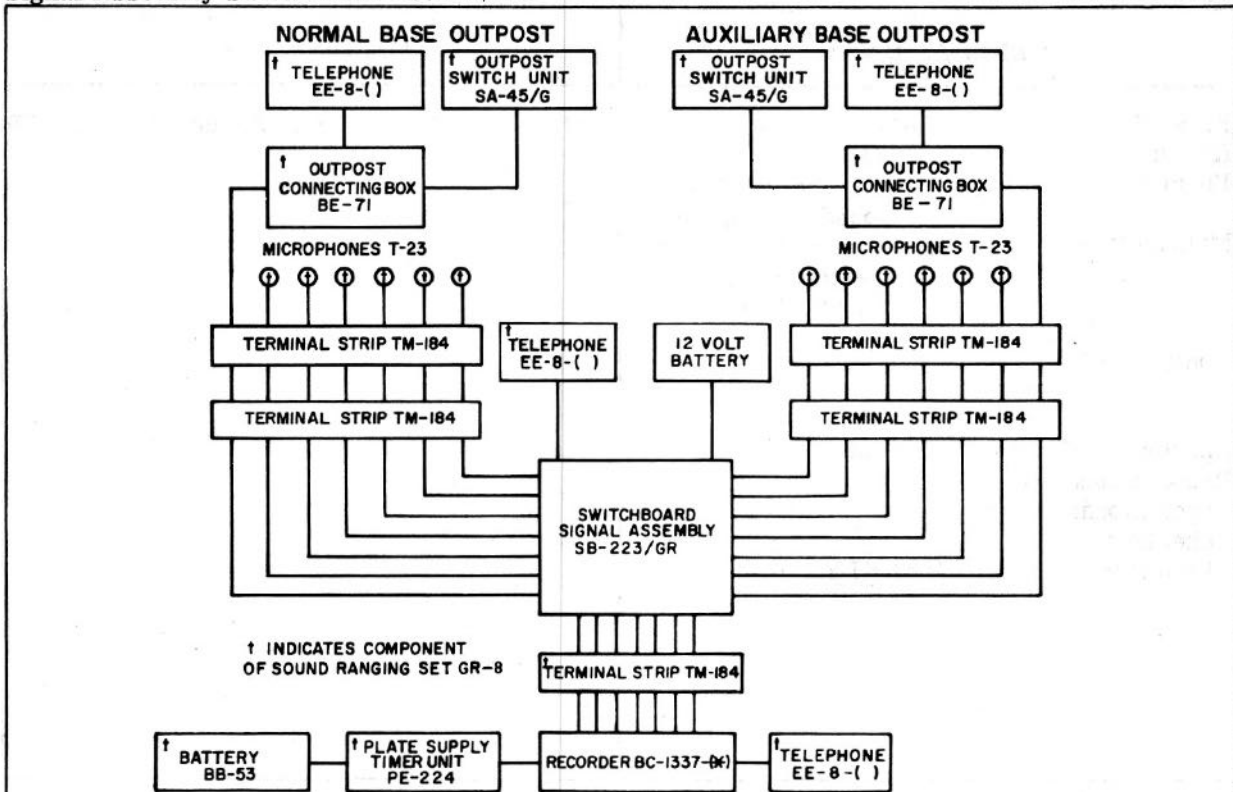 NORMAL BASE OUTPOST
AUXILIARY BASE OUTPOST
† TELEPHONE
EE-8-( )
† OUTPOST
SWITCH UNIT
SA-45/G
† OUTPOST
SWITCH UNIT
SA-45/G
† TELEPHONE
EE-8-( )
† OUTPOST
CONNECTING BOX
BE-71
† OUTPOST
CONNECTING BOX
BE-71
MICROPHONES T-23
MICROPHONES T-23
† † † † † †
† † † † † †
TERMINAL STRIP TM-184
† TELEPHONE
EE-8-( )
12 VOLT
BATTERY
TERMINAL STRIP TM-184
TERMINAL STRIP TM-184
TERMINAL STRIP TM-184
SWITCHBOARD
SIGNAL ASSEMBLY
SB-223/GR
† INDICATES COMPONENT
OF SOUND RANGING SET GR-8
† TERMINAL STRIP TM-184
† BATTERY
BB-53
† PLATE SUPPLY
TIMER UNIT
PE-224
RECORDER BC-1337-(*)
† TELEPHONE
EE-8-( )